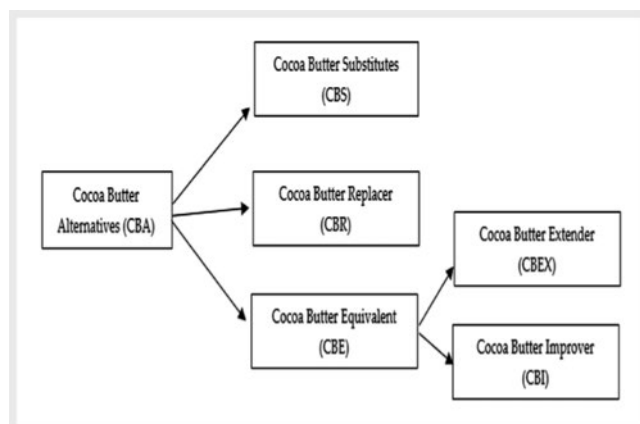 Cocoa Butter Substitutes
(CBS)
Cocoa Butter
Alternatives (CBA)
Cocoa Butter Replacer
(CBR)
Cocoa Butter Equivalent
(CBE)
Cocoa Butter Extender
(CBEX)
Cocoa Butter Improver
(CBI)